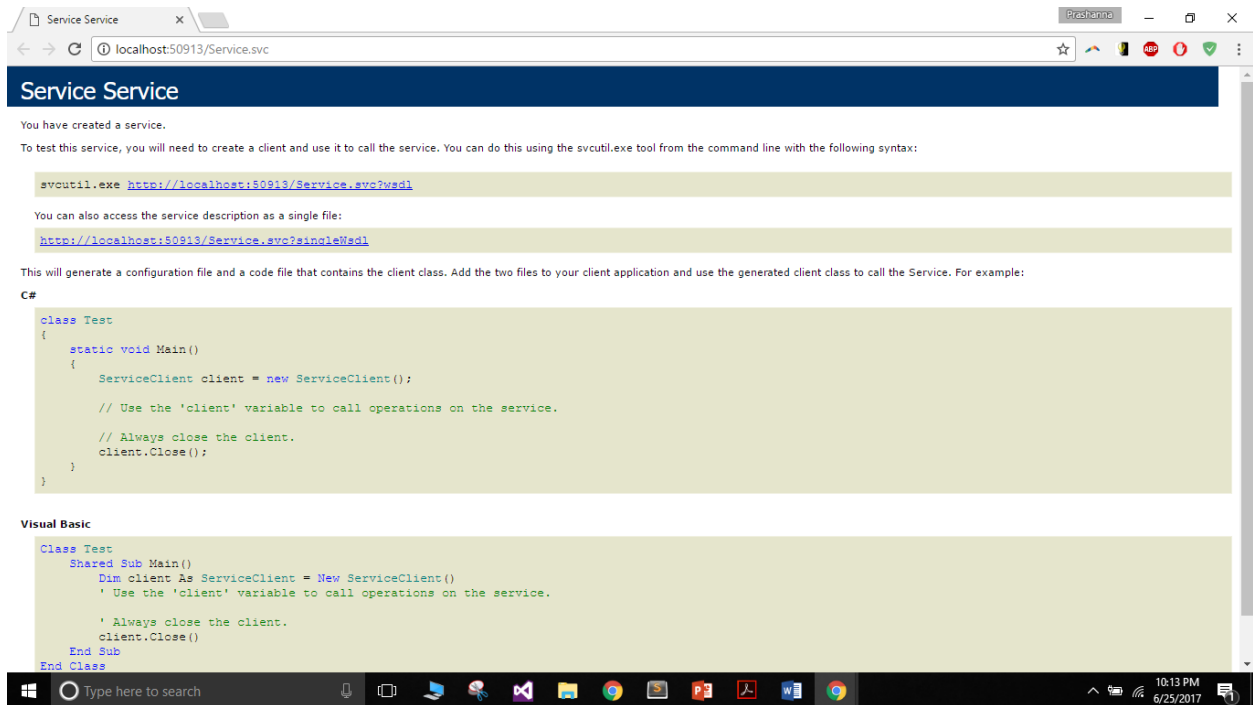 Service Service
Prashanna
localhost:50913/Service.svc
ABP
Service Service
You have created a service.
To test this service, you will need to create a client and use it to call the service. You can do this using the svcutil.exe tool from the command line with the following syntax:
svcutil.exe http://localhost:50913/Service.svc?wsdl
You can also access the service description as a single file:
http://localhost:50913/Service.svc?singleWsdl
This will generate a configuration file and a code file that contains the client class. Add the two files to your client application and use the generated client class to call the Service. For example:
C#
class Test
{
static void Main()
{
ServiceClient client = new ServiceClient();
// Use the 'client' variable to call operations on the service.
// Always close the client.
client.Close();
}
}
Visual Basic
Class Test
Shared Sub Main()
Dim client As ServiceClient = New ServiceClient()
' Use the 'client' variable to call operations on the service.
' Always close the client.
client.Close()
End Sub
End Class
Type here to search
10:13 PM
6/25/2017